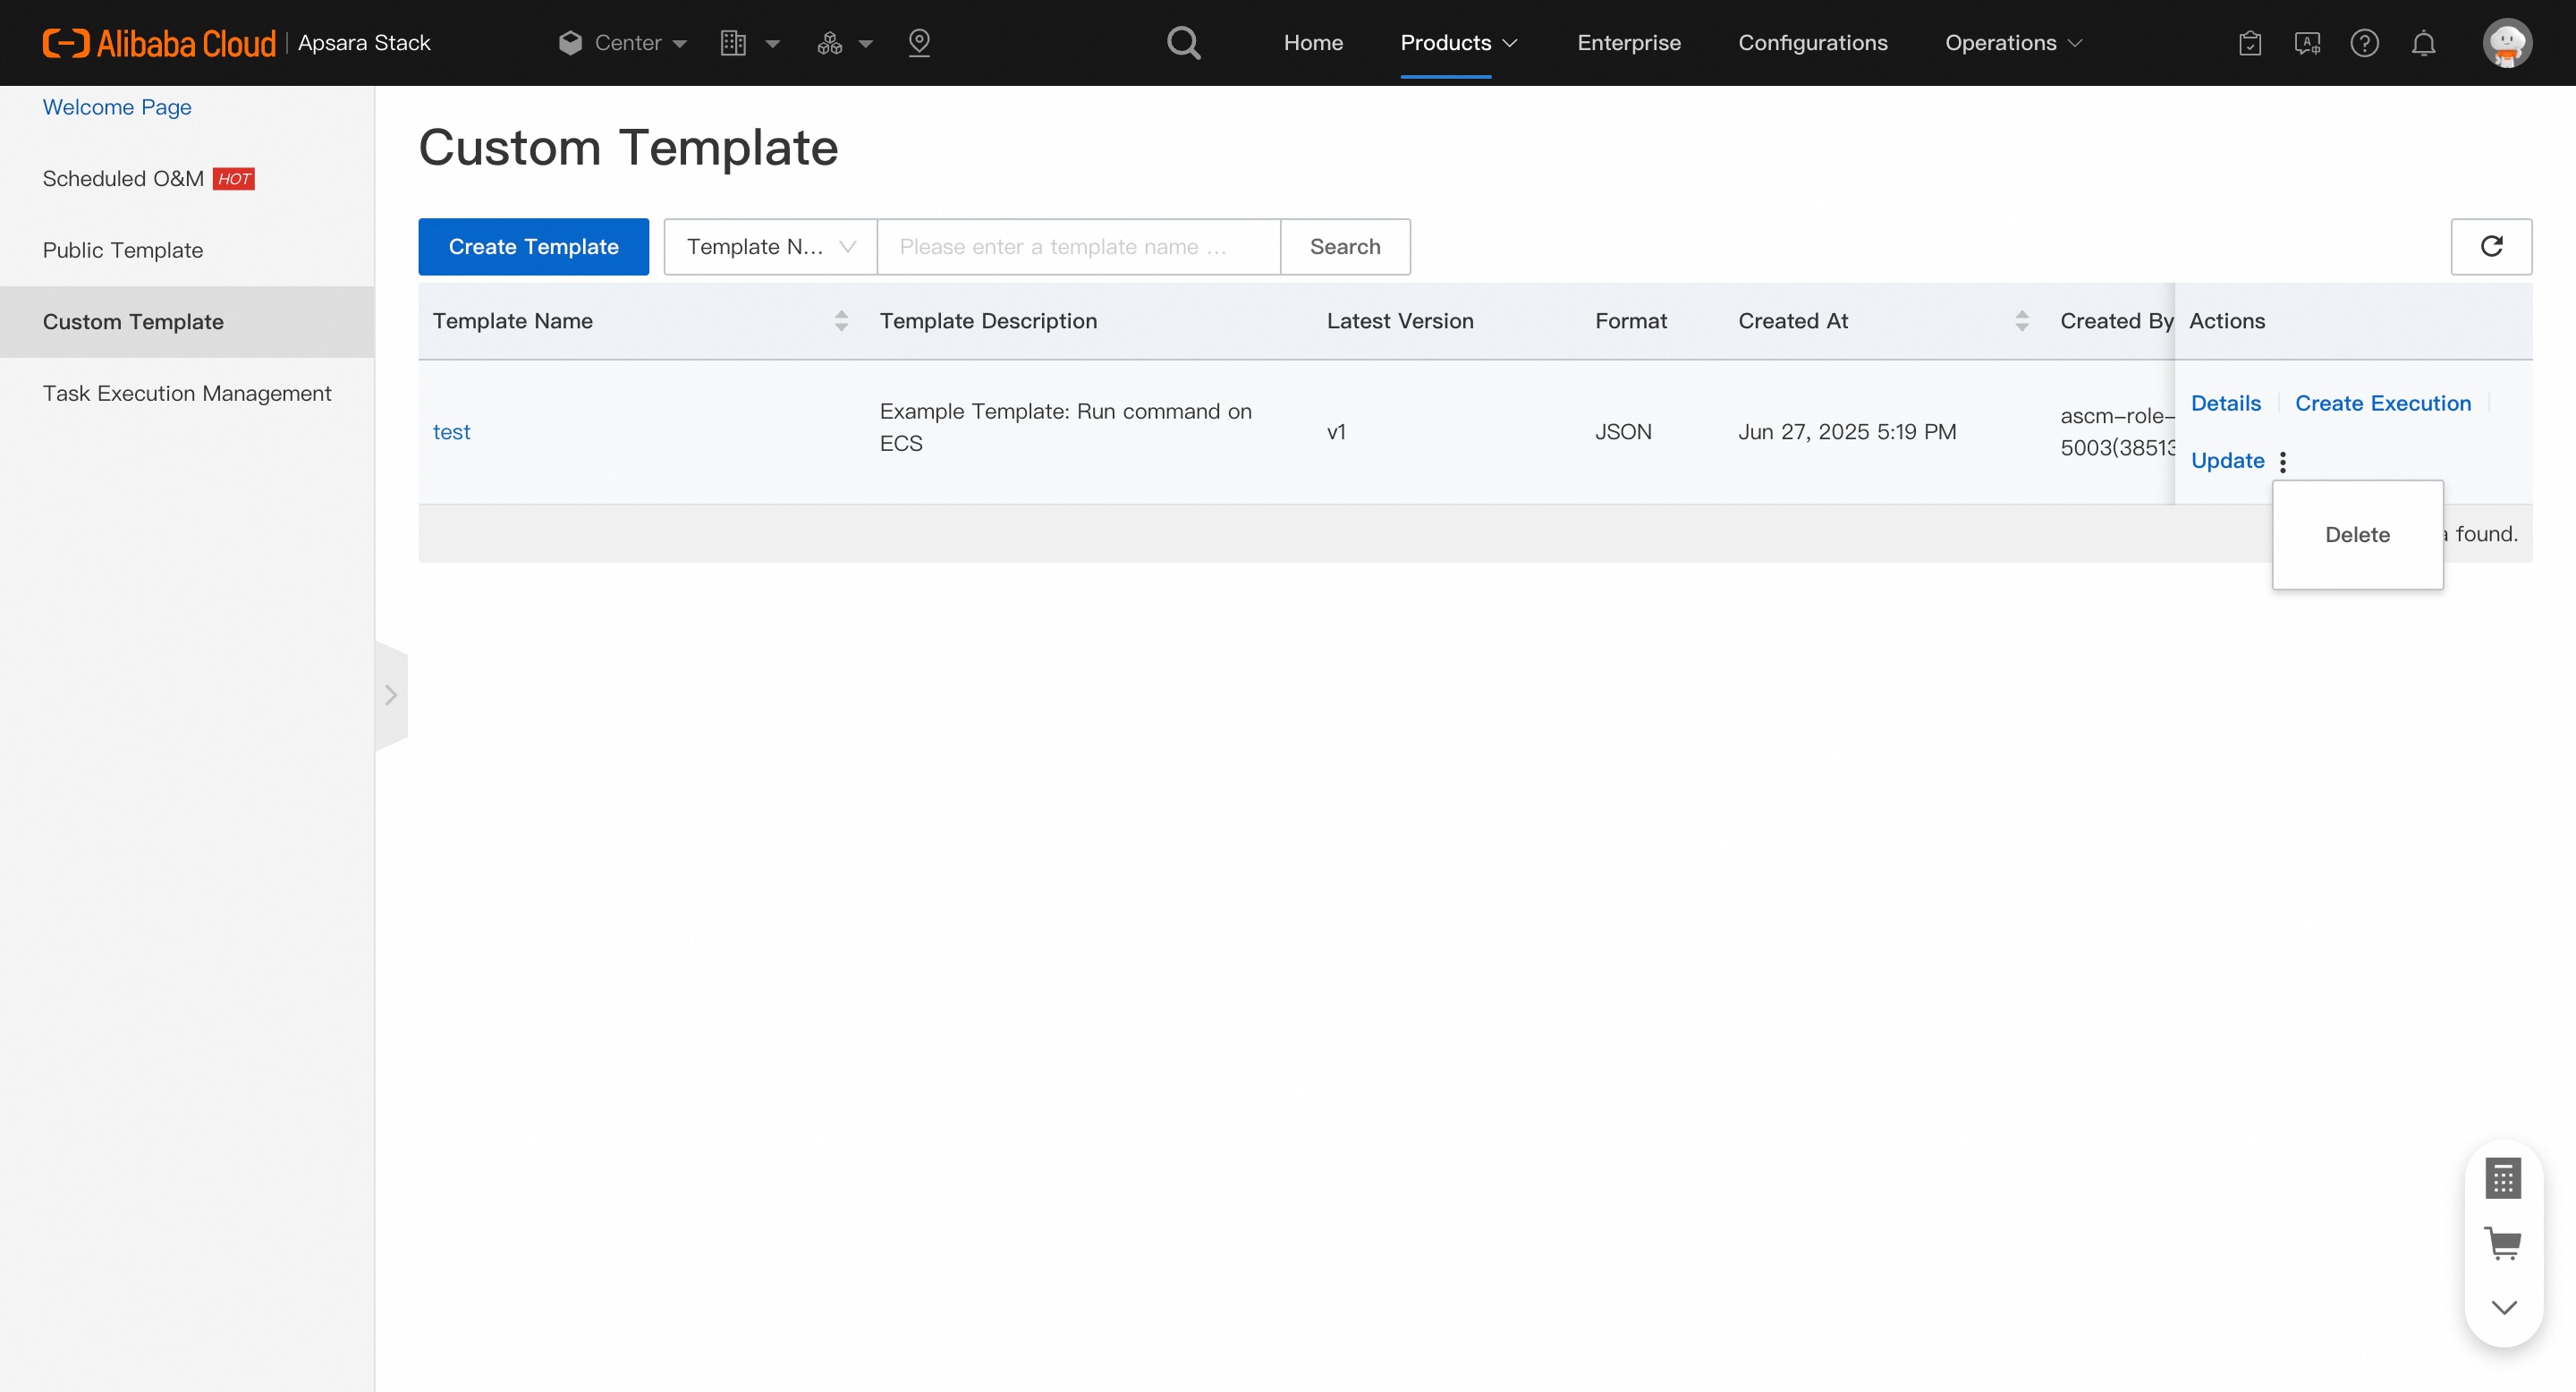 Alibaba Cloud | Apsara Stack Center Home Products Enterprise Configurations Operations
Welcome Page
Scheduled O&M HOT
Public Template
Custom Template
Task Execution Management
Custom Template
Create Template Template N... Please enter a template name ... Search
Template Name Template Description Latest Version Format Created At Created By Actions
test Example Template: Run command on v1 JSON Jun 27, 2025 5:19 PM ascm-role- Details Create Execution
ECS 5003(38513 Update
Delete found.